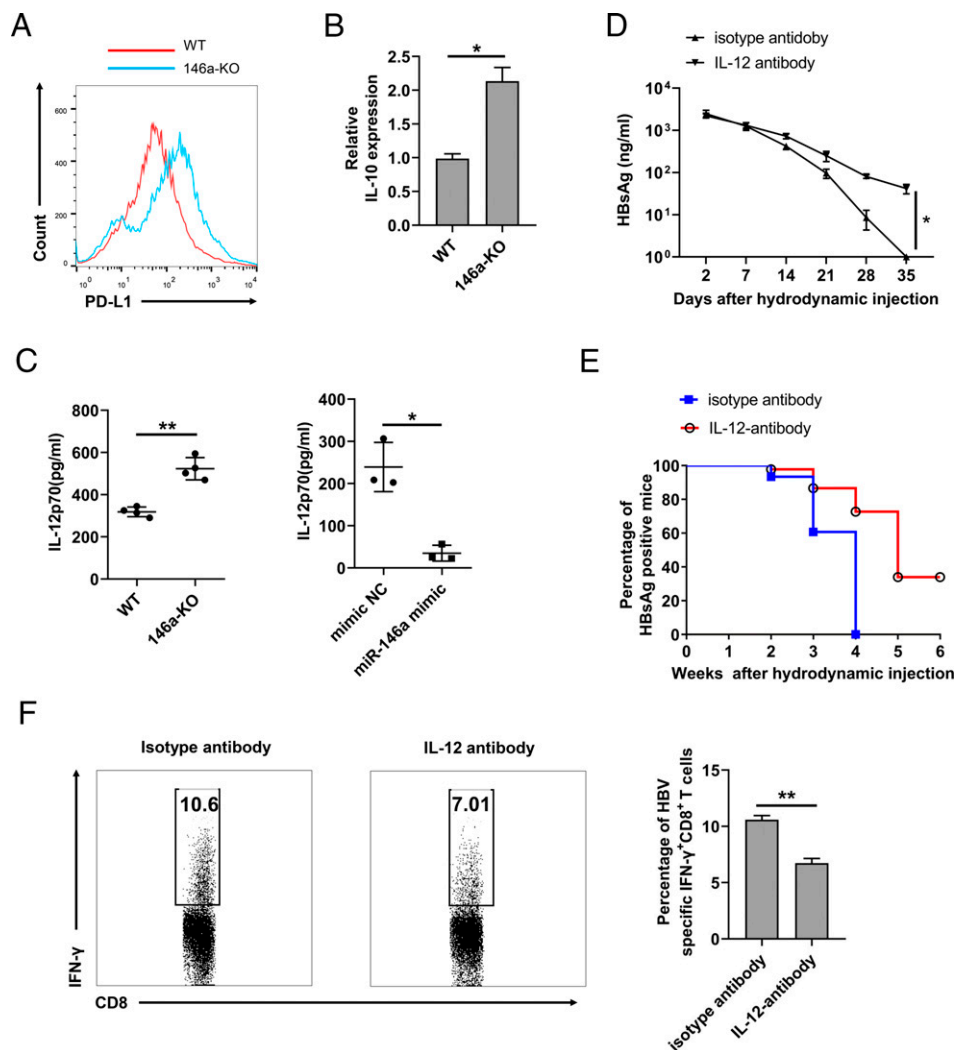 A
WT
146a-KO
Count
600
400
200
0
10⁰ 10¹ 10² 10³ 10⁴
PD-L1
B
*
Relative
IL-10 expression
2.5
2.0
1.5
1.0
0.5
0.0
WT
146a-KO
D
isotype antidoby
IL-12 antibody
HBsAg (ng/ml)
10⁴
10³
10²
10¹
10⁰
*
2 7 14 21 28 35
Days after hydrodynamic injection
C
IL-12p70(pg/ml)
800
600
400
200
0
**
WT
146a-KO
IL-12p70(pg/ml)
400
300
200
100
0
*
mimic NC
miR-146a mimic
E
isotype antibody
IL-12-antibody
Percentage of
HBsAg positive mice
100
80
60
40
20
0
0 1 2 3 4 5 6
Weeks after hydrodynamic injection
F
Isotype antibody
IL-12 antibody
10.6
7.01
IFN-γ
CD8
Percentage of HBV
specific IFN-γ⁺CD8⁺ T cells
15
10
5
0
**
isotype antibody
IL-12-antibody